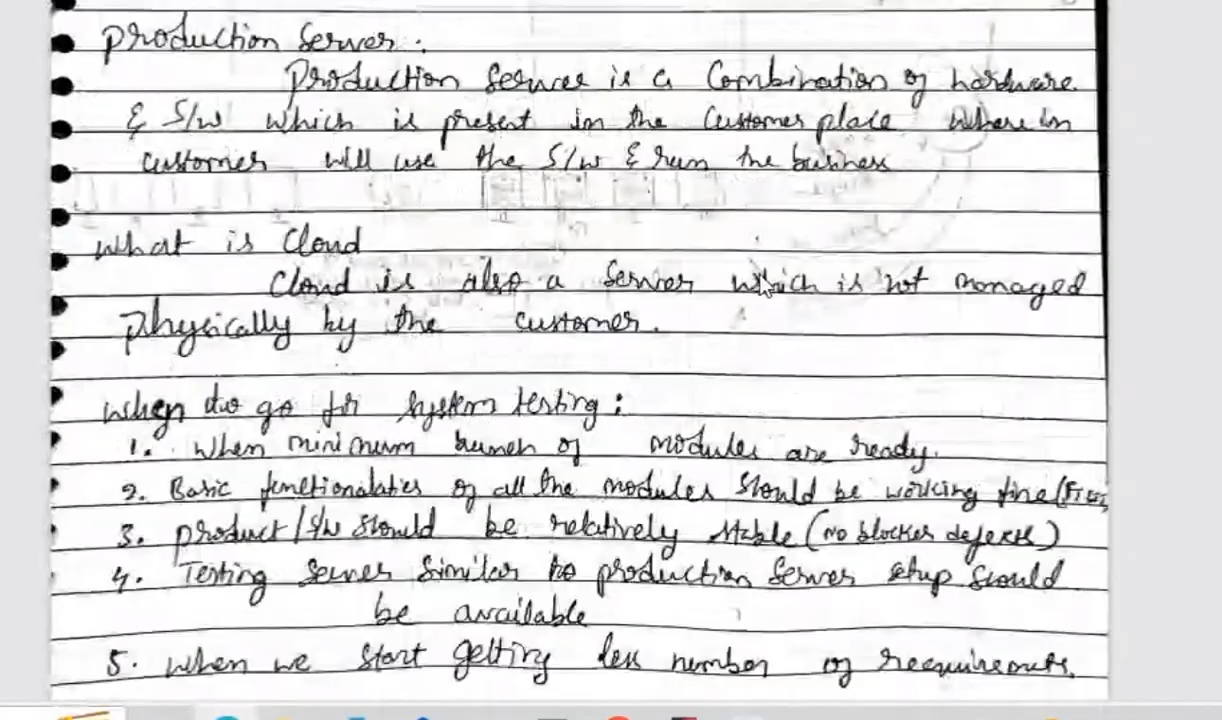 Production Server :
Production Server is a Combination of hardware
& S/w which is present in the Customer place where in
customer will use the S/w & run the business
What is Cloud
Cloud is also a Server which is not managed
physically by the customer.
When do go for System testing :
1. When minimum bunch of modules are ready.
2. Basic functionalaties of all the modules should be working fine
3. product/S/w should be relatively stable (no blocker defects)
4. Testing Server Similar to production Server setup should
be available
5. When we start getting less number of